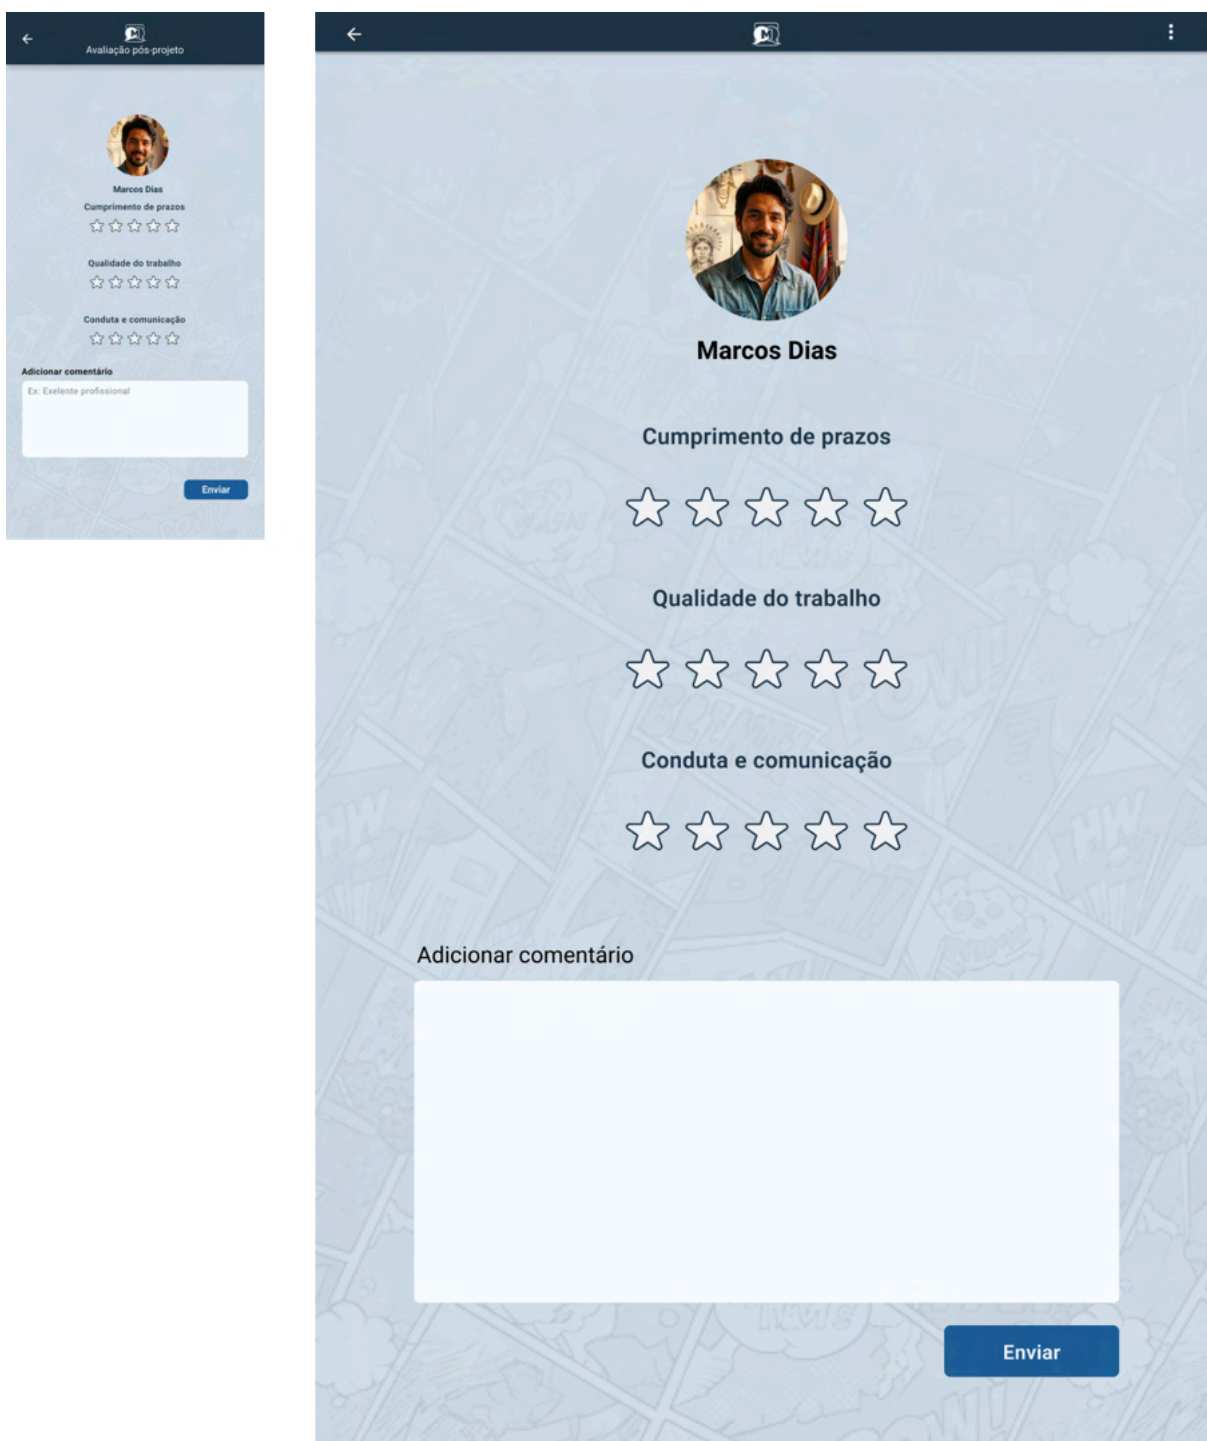 Avaliação pós-projeto
Marcos Dias
Cumprimento de prazos
Qualidade do trabalho
Conduta e comunicação
Adicionar comentário
Ex: Exelente profissional
Enviar
Marcos Dias
Cumprimento de prazos
Qualidade do trabalho
Conduta e comunicação
Adicionar comentário
Enviar